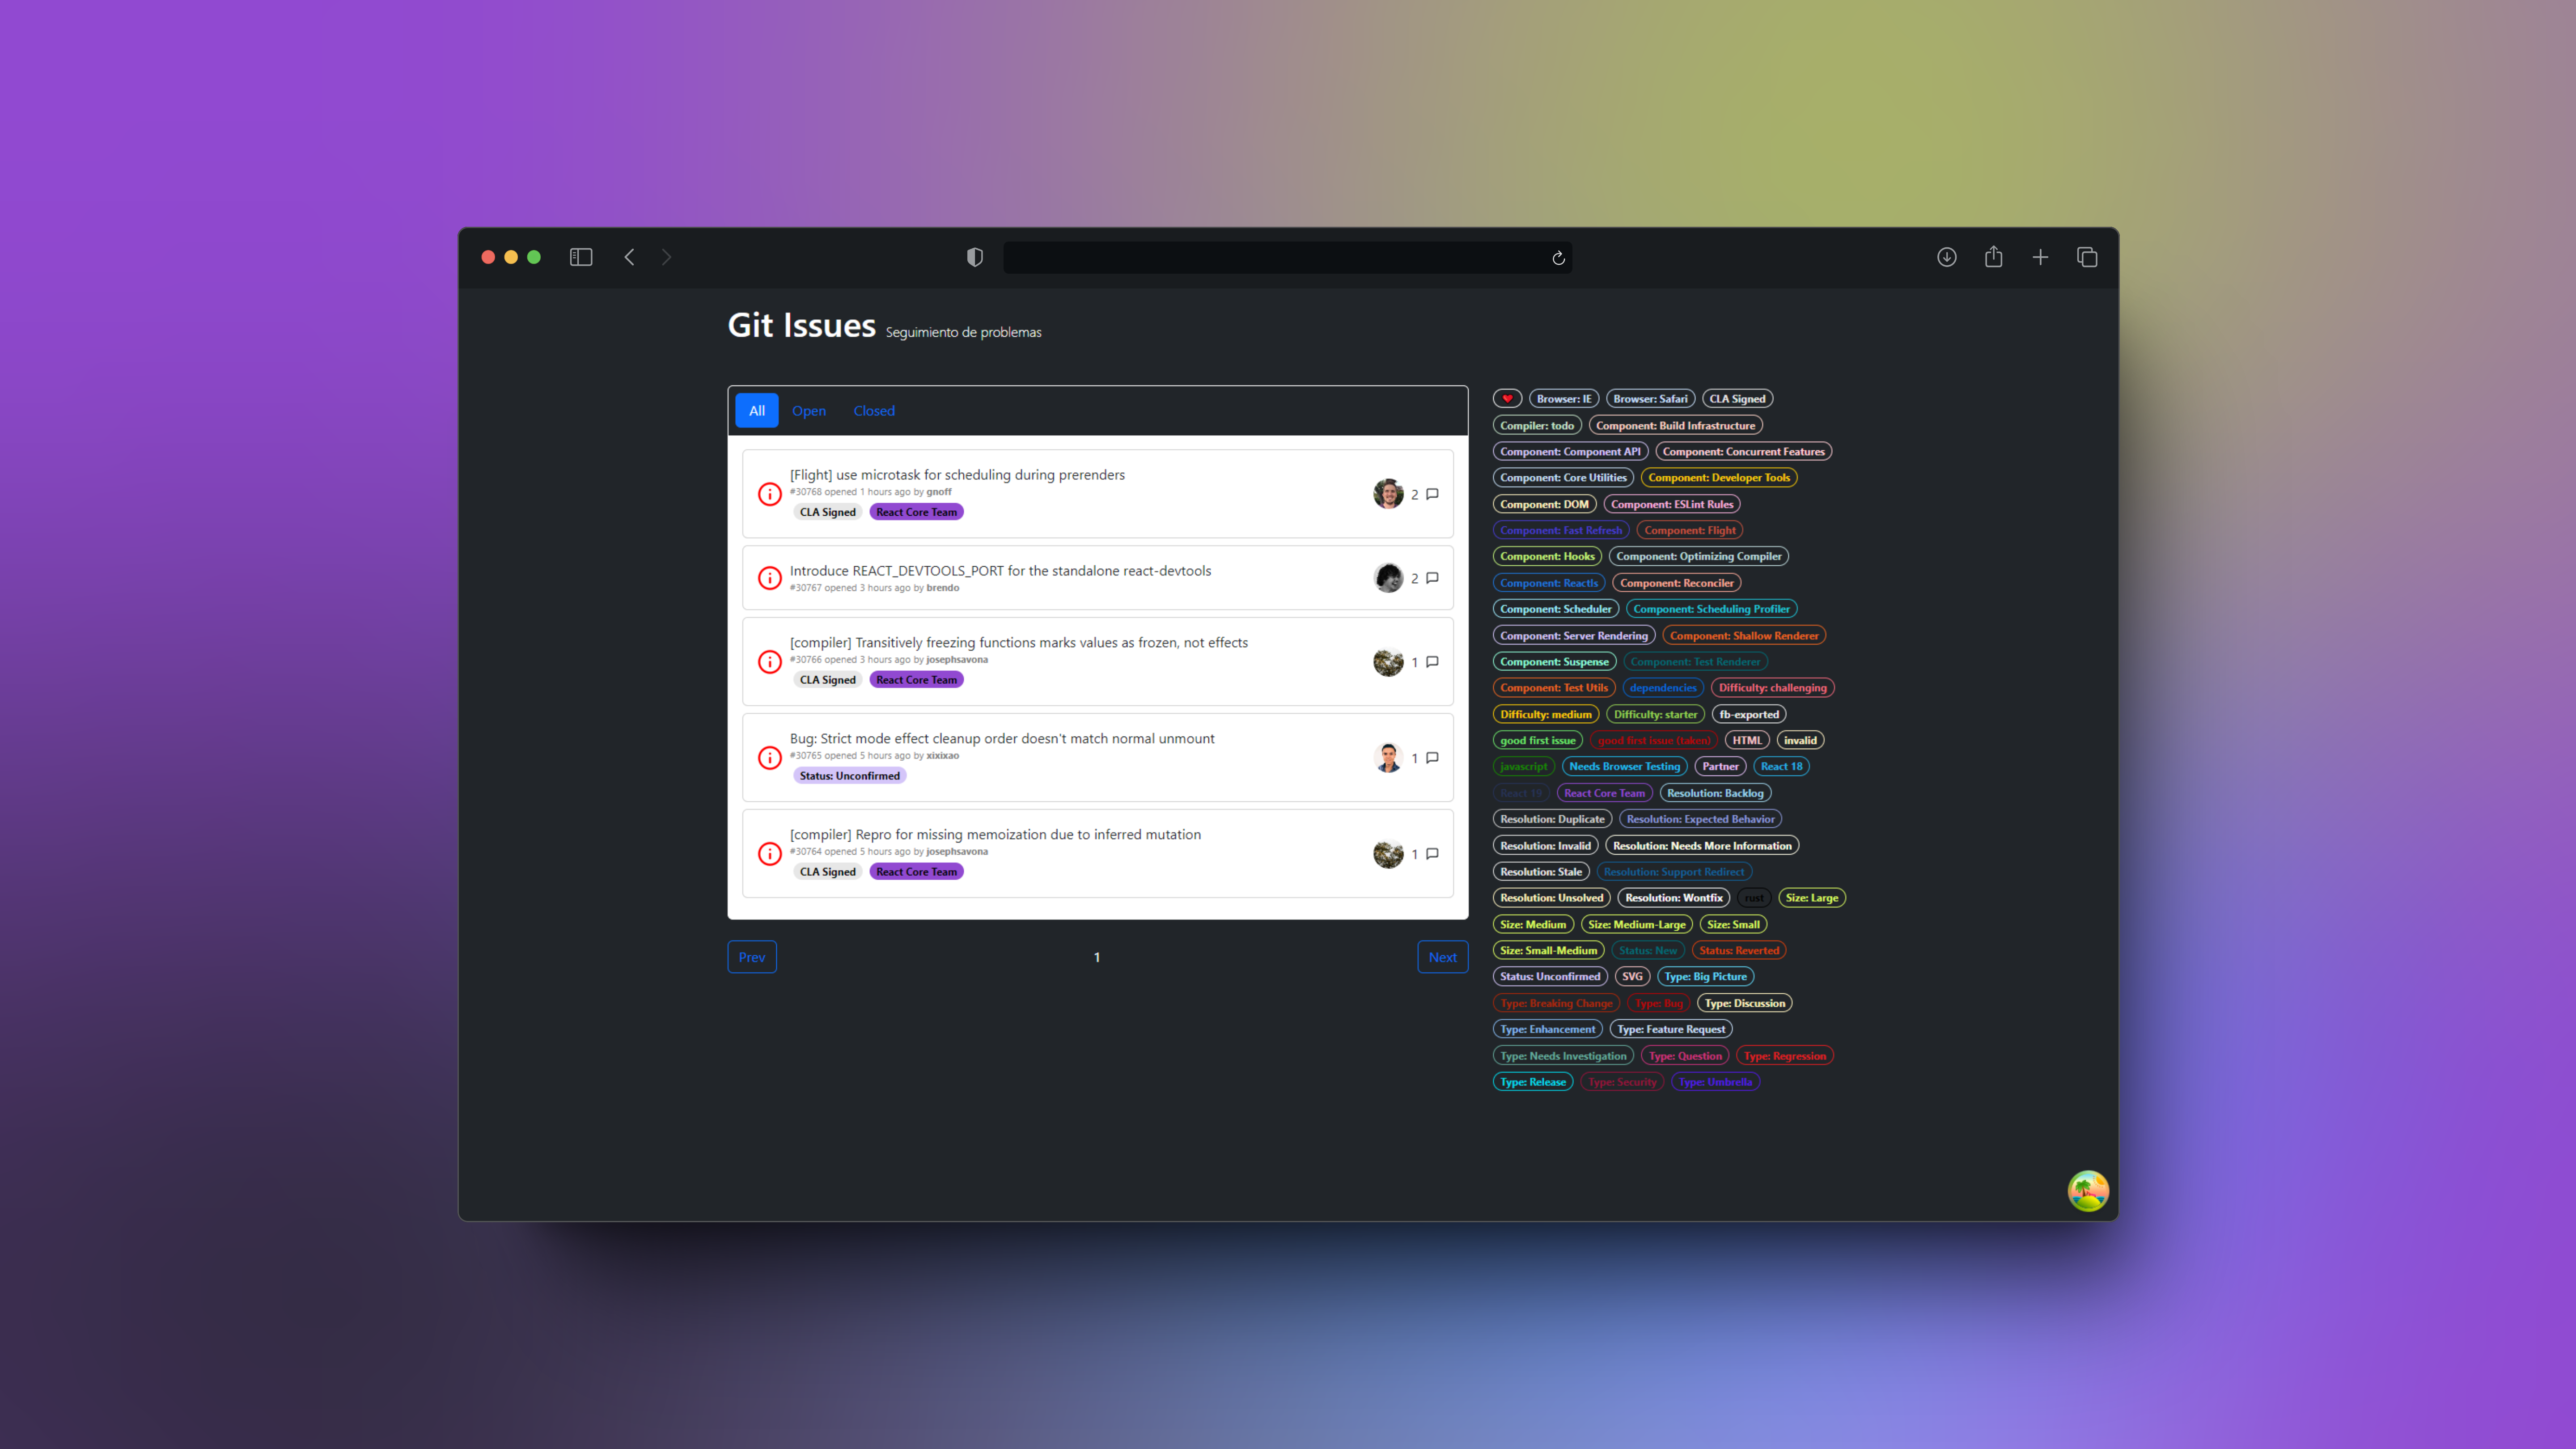 Git Issues Seguimiento de problemas
All Open Closed
[Flight] use microtask for scheduling during prerenders
#30768 opened 1 hours ago by gnoff
CLA Signed React Core Team
2
Introduce REACT_DEVTOOLS_PORT for the standalone react-devtools
#30767 opened 3 hours ago by brendo
2
[compiler] Transitively freezing functions marks values as frozen, not effects
#30766 opened 3 hours ago by josephsavona
CLA Signed React Core Team
1
Bug: Strict mode effect cleanup order doesn't match normal unmount
#30765 opened 5 hours ago by xixixao
Status: Unconfirmed
1
[compiler] Repro for missing memoization due to inferred mutation
#30764 opened 5 hours ago by josephsavona
CLA Signed React Core Team
1
Prev 1 Next
❤️ Browser: IE Browser: Safari CLA Signed
Compiler: todo Component: Build Infrastructure
Component: Component API Component: Concurrent Features
Component: Core Utilities Component: Developer Tools
Component: DOM Component: ESLint Rules
Component: Fast Refresh Component: Flight
Component: Hooks Component: Optimizing Compiler
Component: ReactIs Component: Reconciler
Component: Scheduler Component: Scheduling Profiler
Component: Server Rendering Component: Shallow Renderer
Component: Suspense Component: Test Renderer
Component: Test Utils dependencies Difficulty: challenging
Difficulty: medium Difficulty: starter fb-exported
good first issue good first issue (taken) HTML invalid
javascript Needs Browser Testing Partner React 18
React 19 React Core Team Resolution: Backlog
Resolution: Duplicate Resolution: Expected Behavior
Resolution: Invalid Resolution: Needs More Information
Resolution: Stale Resolution: Support Redirect
Resolution: Unsolved Resolution: Wontfix rust Size: Large
Size: Medium Size: Medium-Large Size: Small
Size: Small-Medium Status: New Status: Reverted
Status: Unconfirmed SVG Type: Big Picture
Type: Breaking Change Type: Bug Type: Discussion
Type: Enhancement Type: Feature Request
Type: Needs Investigation Type: Question Type: Regression
Type: Release Type: Security Type: Umbrella